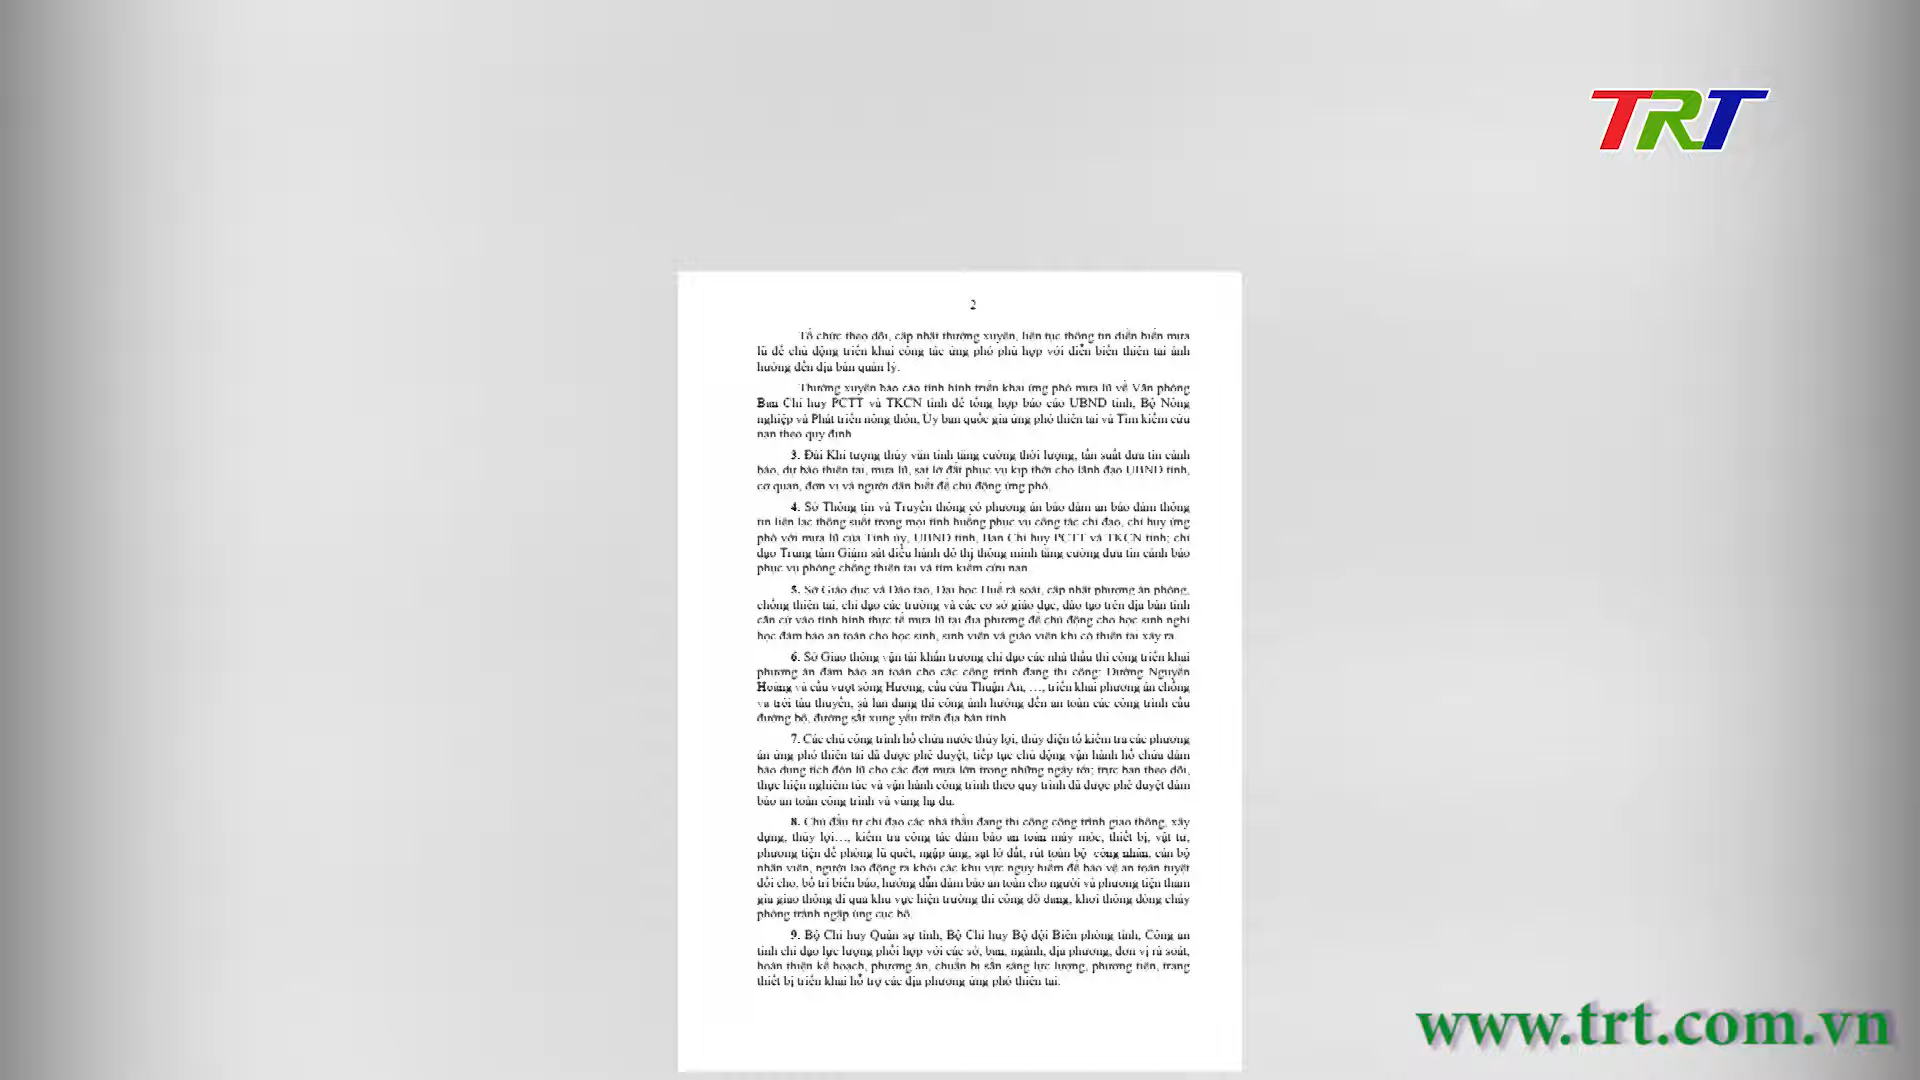 TRT
2
Tổ chức theo dõi, cập nhật thường xuyên, liên tục thông tin diễn biến mưa
lũ để chủ động triển khai công tác ứng phó phù hợp với diễn biến thiên tai ảnh
hưởng đến địa bàn quản lý.
Thường xuyên báo cáo tình hình triển khai ứng phó mưa lũ về Văn phòng
Ban Chỉ huy PCTT và TKCN tỉnh để tổng hợp báo cáo UBND tỉnh, Bộ Nông
nghiệp và Phát triển nông thôn, Ủy ban quốc gia ứng phó thiên tai và Tìm kiếm cứu
nạn theo quy định.
3. Đài Khí tượng thủy văn tỉnh tăng cường thời lượng, tần suất đưa tin cảnh
báo, dự báo thiên tai, mưa lũ, sạt lở đất phục vụ kịp thời cho lãnh đạo UBND tỉnh,
cơ quan, đơn vị và người dân biết để chủ động ứng phó.
4. Sở Thông tin và Truyền thông có phương án bảo đảm an bảo đảm thông
tin liên lạc thông suốt trong mọi tình huống phục vụ công tác chỉ đạo, chỉ huy ứng
phó với mưa lũ của Tỉnh ủy, UBND tỉnh, Ban Chỉ huy PCTT và TKCN tỉnh; chỉ
đạo Trung tâm Giám sát điều hành đô thị thông minh tăng cường đưa tin cảnh báo
phục vụ phòng chống thiên tai và tìm kiếm cứu nạn.
5. Sở Giáo dục và Đào tạo, Đại học Huế rà soát, cập nhật phương án phòng,
chống thiên tai, chỉ đạo các trường và các cơ sở giáo dục, đào tạo trên địa bàn tỉnh
căn cứ vào tình hình thực tế mưa lũ tại địa phương để chủ động cho học sinh nghỉ
học đảm bảo an toàn cho học sinh, sinh viên và giáo viên khi có thiên tai xảy ra.
6. Sở Giao thông vận tải khẩn trương chỉ đạo các nhà thầu thi công triển khai
phương án đảm bảo an toàn cho các công trình đang thi công: Đường Nguyễn
Hoàng và cầu vượt sông Hương, cầu cửa Thuận An, …, triển khai phương án chống
va trôi tàu thuyền, sà lan đang thi công ảnh hưởng đến an toàn các công trình cầu
đường bộ, đường sắt xung yếu trên địa bàn tỉnh.
7. Các chủ công trình hồ chứa nước thủy lợi, thủy điện tổ kiểm tra các phương
án ứng phó thiên tai đã được phê duyệt, tiếp tục chủ động vận hành hồ chứa đảm
bảo dung tích đón lũ cho các đợt mưa lớn trong những ngày tới; trực ban theo dõi,
thực hiện nghiêm túc và vận hành công trình theo quy trình đã được phê duyệt đảm
bảo an toàn công trình và vùng hạ du.
8. Chủ đầu tư chỉ đạo các nhà thầu đang thi công công trình giao thông, xây
dựng, thủy lợi…, kiểm tra công tác đảm bảo an toàn máy móc, thiết bị, vật tư,
phương tiện đề phòng lũ quét, ngập úng, sạt lở đất, rút toàn bộ công nhân, cán bộ
nhân viên, người lao động ra khỏi các khu vực nguy hiểm để bảo vệ an toàn tuyệt
đối cho, bố trí biển báo, hướng dẫn đảm bảo an toàn cho người và phương tiện tham
gia giao thông đi qua khu vực hiện trường thi công dở dang, khơi thông dòng chảy
phòng tránh ngập úng cục bộ.
9. Bộ Chỉ huy Quân sự tỉnh, Bộ Chỉ huy Bộ đội Biên phòng tỉnh, Công an
tỉnh chỉ đạo lực lượng phối hợp với các sở, ban, ngành, địa phương, đơn vị rà soát,
hoàn thiện kế hoạch, phương án, chuẩn bị sẵn sàng lực lượng, phương tiện, trang
thiết bị triển khai hỗ trợ các địa phương ứng phó thiên tai.
www.trt.com.vn